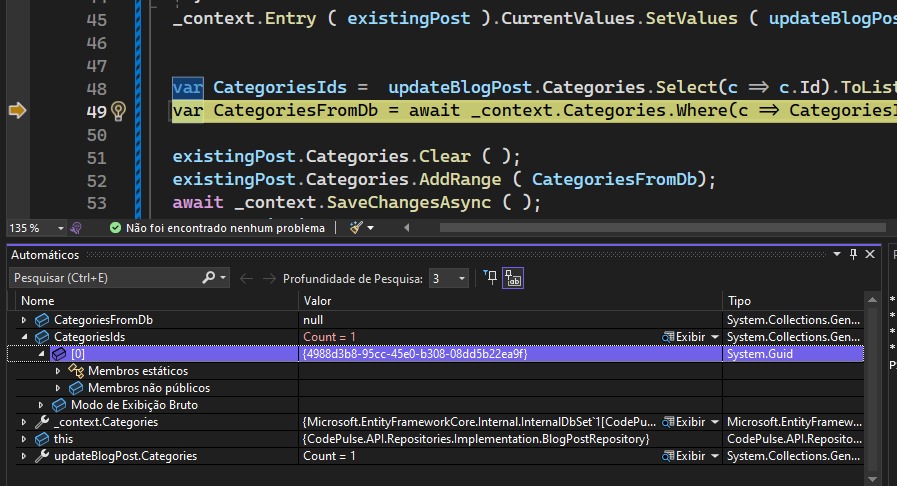 44
45 _context.Entry ( existingPost ).CurrentValues.SetValues ( updateBlogPos
46
47
48 var CategoriesIds = updateBlogPost.Categories.Select(c => c.Id).ToList
49 var CategoriesFromDb = await _context.Categories.Where(c => CategoriesI
50
51 existingPost.Categories.Clear ( );
52 existingPost.Categories.AddRange ( CategoriesFromDb);
53 await _context.SaveChangesAsync ( );
135 % Não foi encontrado nenhum problema
Automáticos
Pesquisar (Ctrl+E) Profundidade de Pesquisa: 3
Nome Valor Tipo
CategoriesFromDb null System.Collections.Gen...
CategoriesIds Count = 1 Exibir System.Collections.Gen...
[0] {4988d3b8-95cc-45e0-b308-08dd5b22ea9f} System.Guid
Membros estáticos
Membros não públicos
Modo de Exibição Bruto
_context.Categories {Microsoft.EntityFrameworkCore.Internal.InternalDbSet`1[CodePu... Exibir Microsoft.EntityFramew...
this {CodePulse.API.Repositories.Implementation.BlogPostRepository} CodePulse.API.Reposito...
updateBlogPost.Categories Count = 1 Exibir System.Collections.Gen...